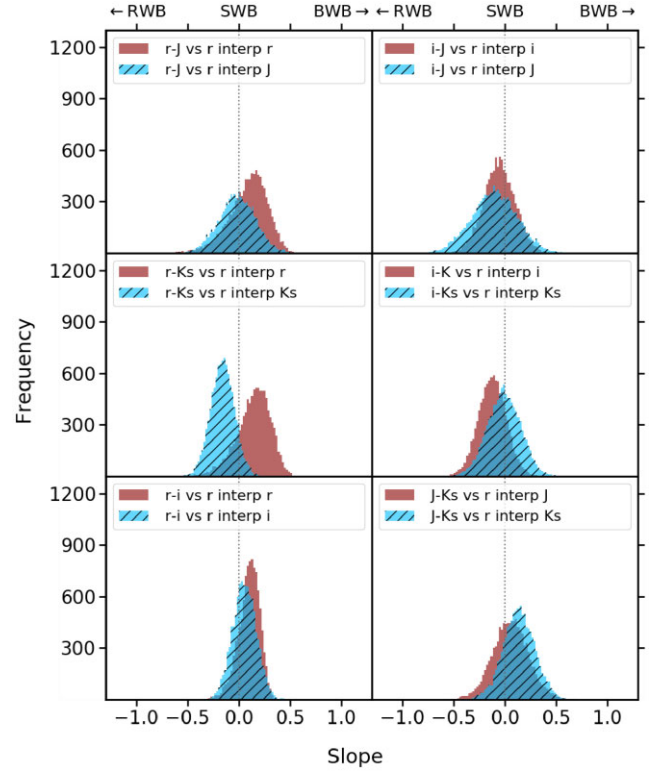 ← RWB SWB BWB → ← RWB SWB BWB →
1200
900
600
300
r-J vs r interp r
r-J vs r interp J
i-J vs r interp i
i-J vs r interp J
1200
900
600
300
r-Ks vs r interp r
r-Ks vs r interp Ks
i-K vs r interp i
i-Ks vs r interp Ks
Frequency
1200
900
600
300
r-i vs r interp r
r-i vs r interp i
J-Ks vs r interp J
J-Ks vs r interp Ks
−1.0 −0.5 0.0 0.5 1.0 −1.0 −0.5 0.0 0.5 1.0
Slope